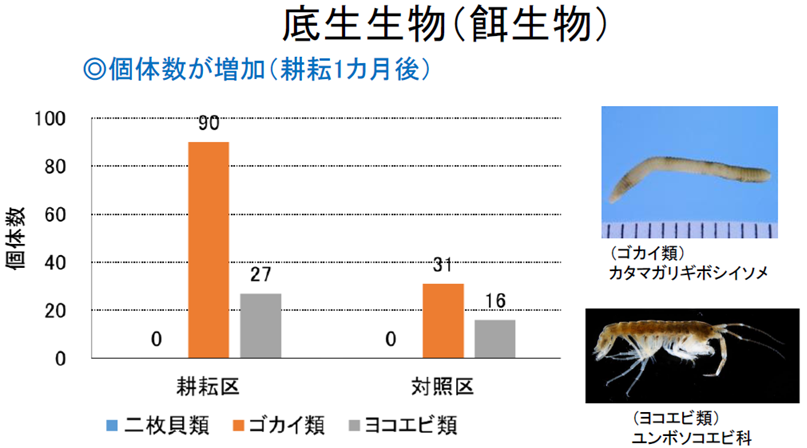 底生生物(餌生物)
◎個体数が増加(耕耘1カ月後)
個体数
100
80
60
40
20
0
0
90
27
0
31
16
耕耘区
対照区
二枚貝類
ゴカイ類
ヨコエビ類
(ゴカイ類)
カタマガリギボシイソメ
(ヨコエビ類)
ユンボソコエビ科